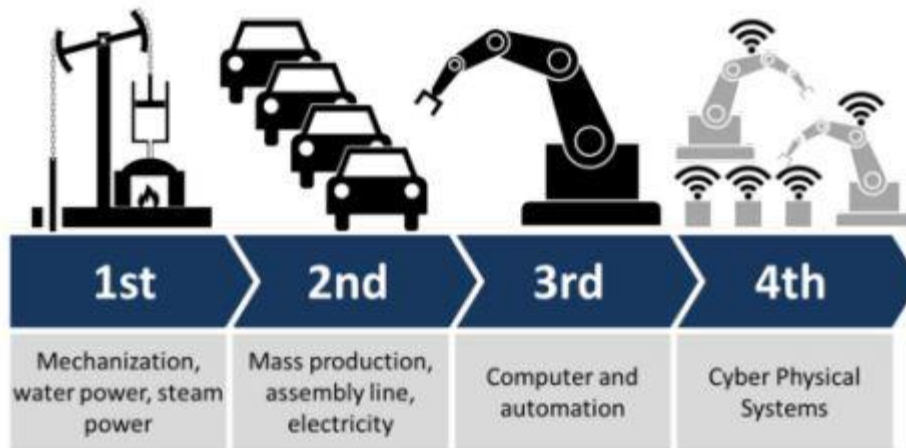 1st
2nd
3rd
4th
Mechanization,
water power, steam
power
Mass production,
assembly line,
electricity
Computer and
automation
Cyber Physical
Systems